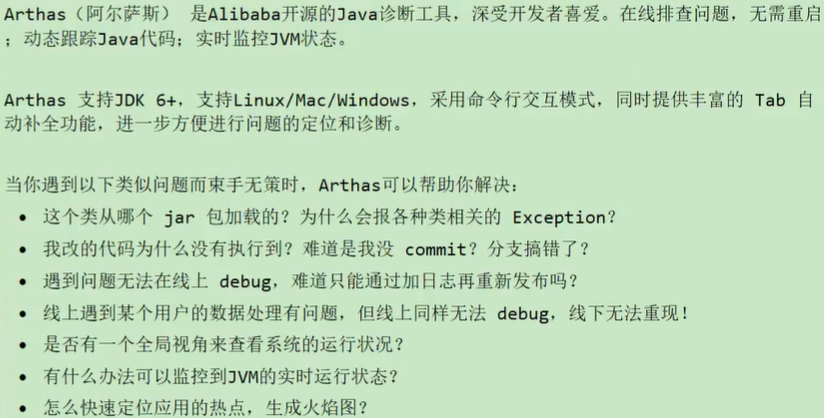 Arthas（阿尔萨斯） 是Alibaba开源的Java诊断工具，深受开发者喜爱。在线排查问题，无需重启
；动态跟踪Java代码；实时监控JVM状态。
Arthas 支持JDK 6+，支持Linux/Mac/Windows，采用命令行交互模式，同时提供丰富的 Tab 自
动补全功能，进一步方便进行问题的定位和诊断。
当你遇到以下类似问题而束手无策时，Arthas可以帮助你解决：
• 这个类从哪个 jar 包加载的？为什么会报各种类相关的 Exception？
• 我改的代码为什么没有执行到？难道是我没 commit？分支搞错了？
• 遇到问题无法在线上 debug，难道只能通过加日志再重新发布吗？
• 线上遇到某个用户的数据处理有问题，但线上同样无法 debug，线下无法重现！
• 是否有一个全局视角来查看系统的运行状况？
• 有什么办法可以监控到JVM的实时运行状态？
• 怎么快速定位应用的热点，生成火焰图？